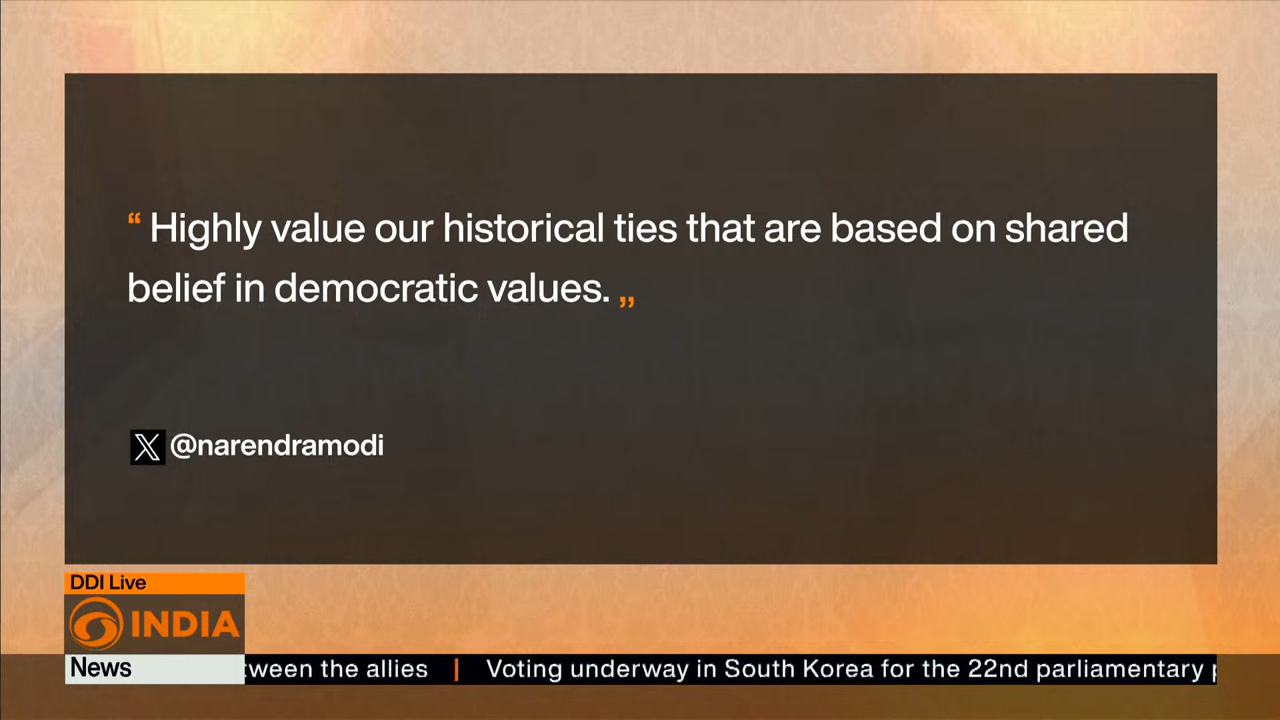 “ Highly value our historical ties that are based on shared
belief in democratic values. „
X @narendramodi
DDI Live
INDIA
News
tween the allies | Voting underway in South Korea for the 22nd parliamentary